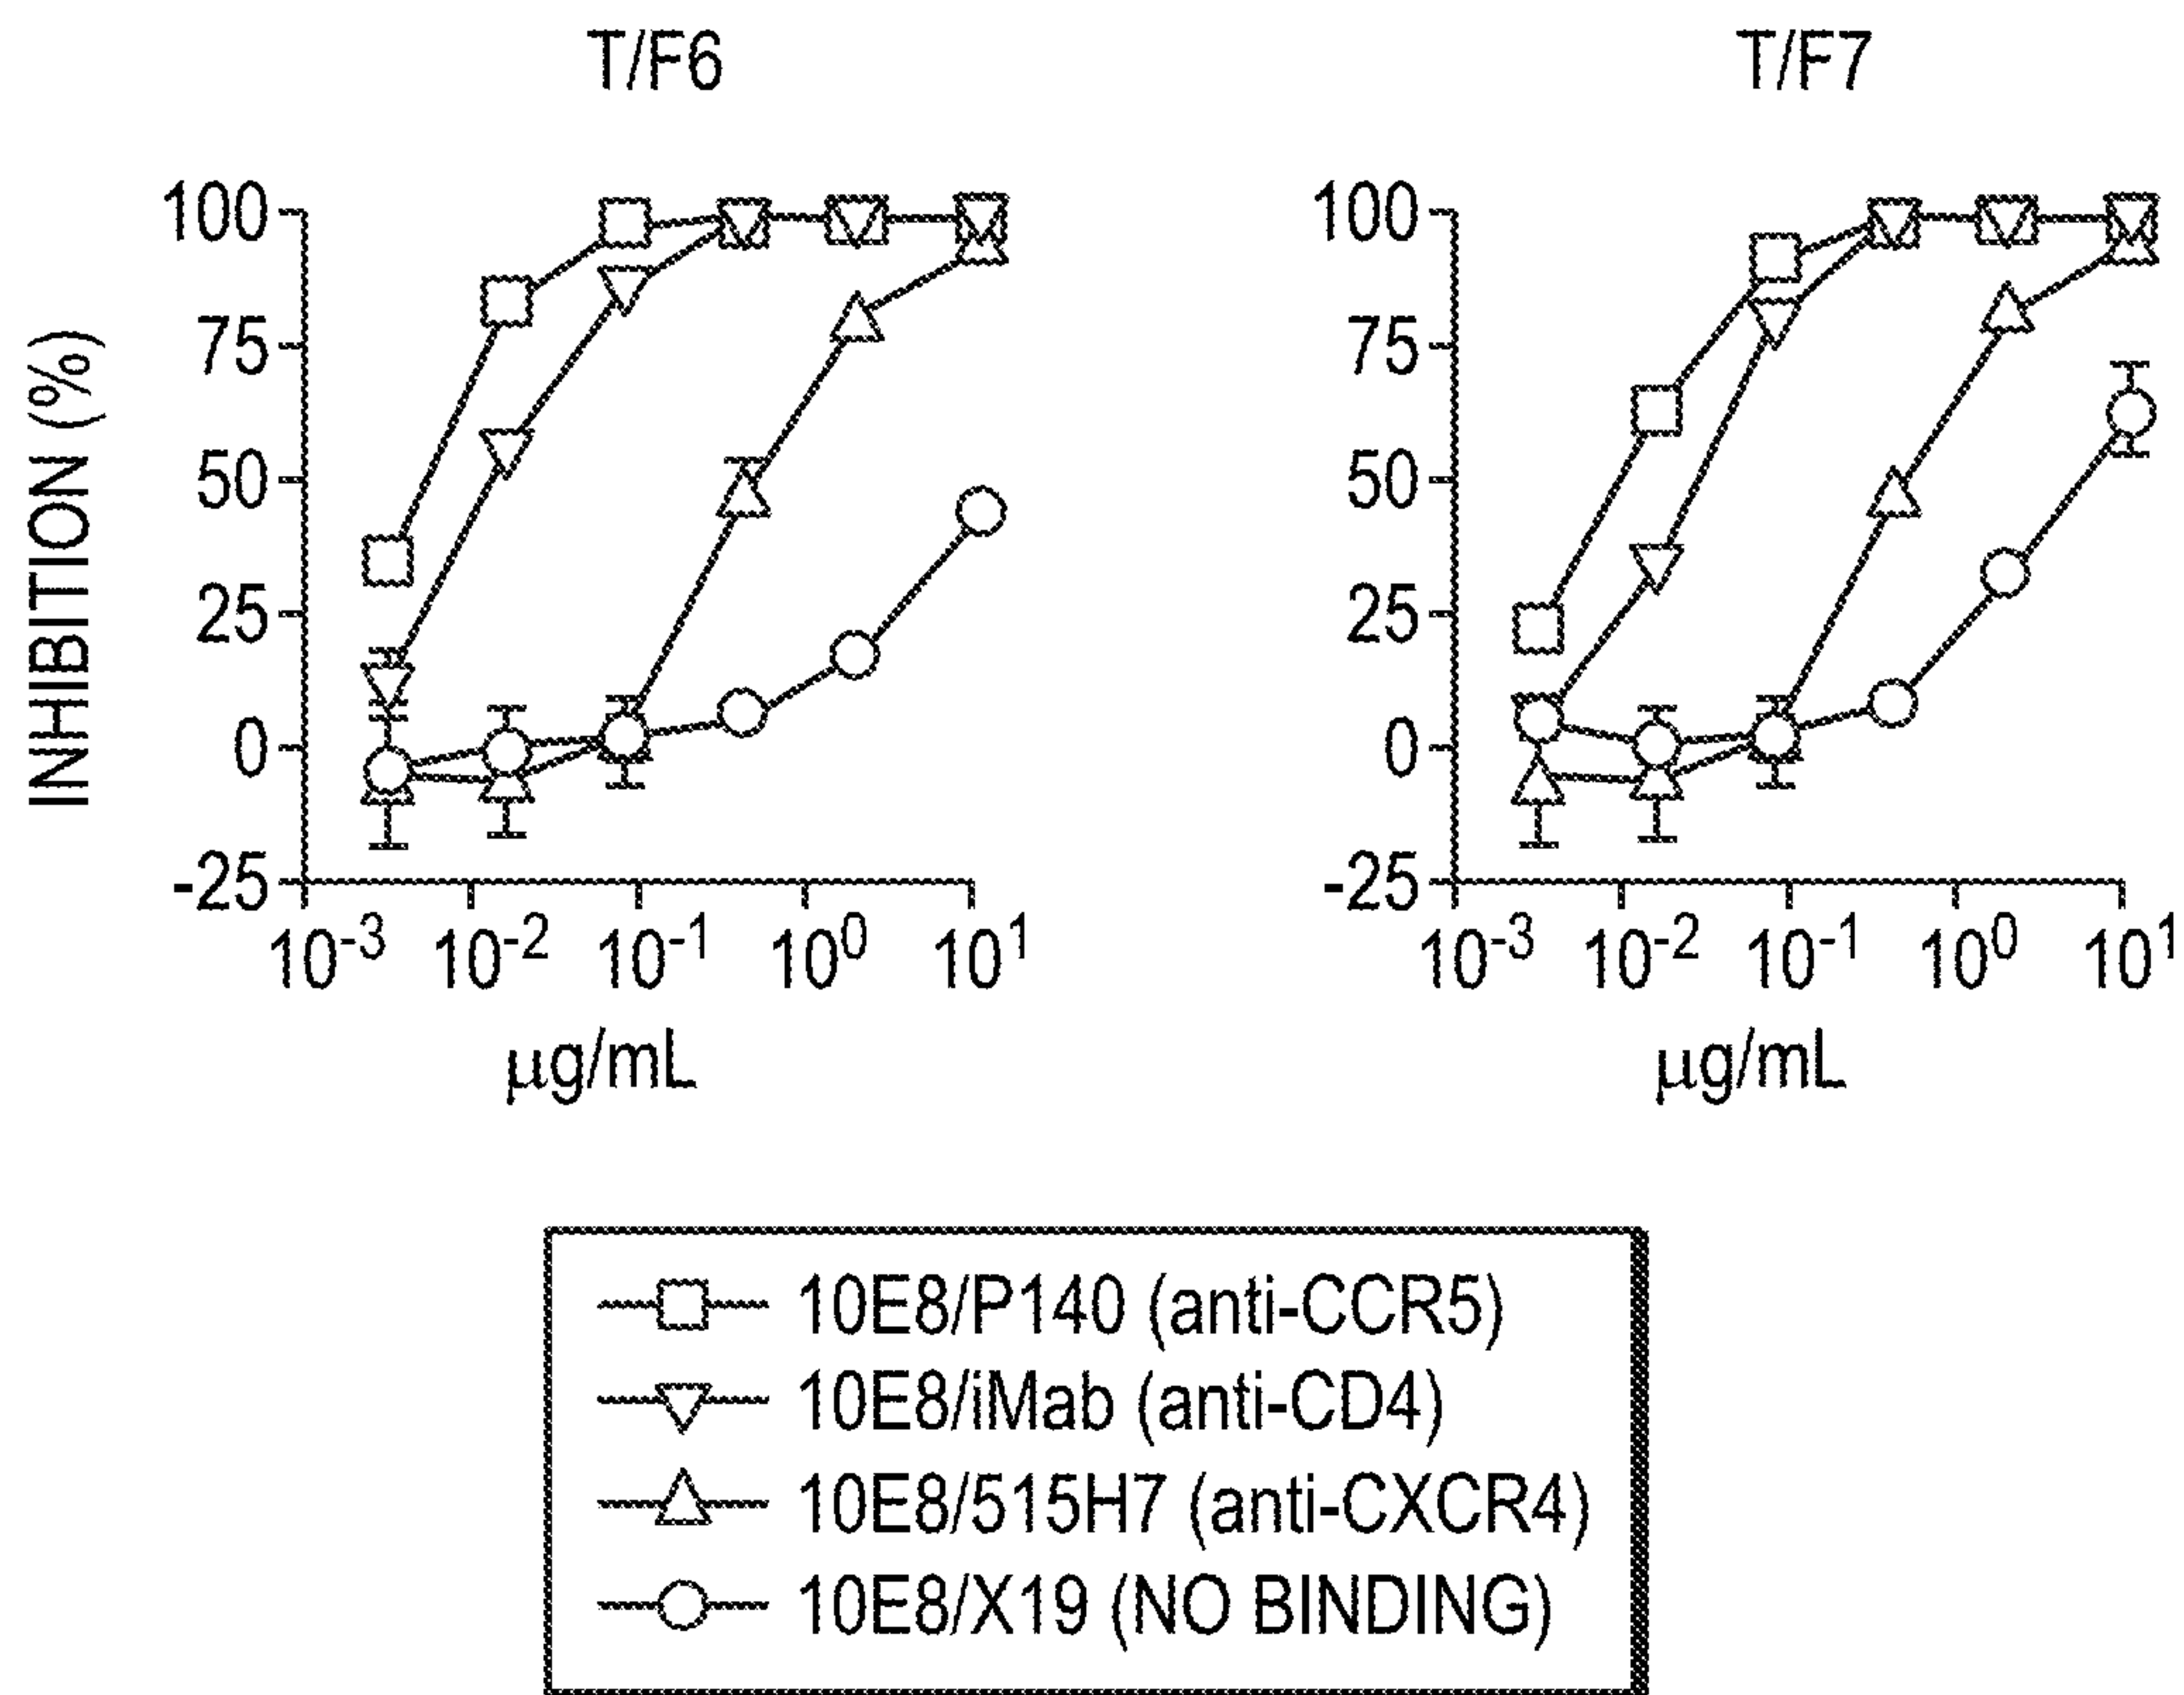 T/F6
T/F7
INHIBITION (%)
100
75
50
25
0
-25
10⁻³ 10⁻² 10⁻¹ 10⁰ 10¹
µg/mL
100
75
50
25
0
-25
10⁻³ 10⁻² 10⁻¹ 10⁰ 10¹
µg/mL
10E8/P140 (anti-CCR5)
10E8/iMab (anti-CD4)
10E8/515H7 (anti-CXCR4)
10E8/X19 (NO BINDING)